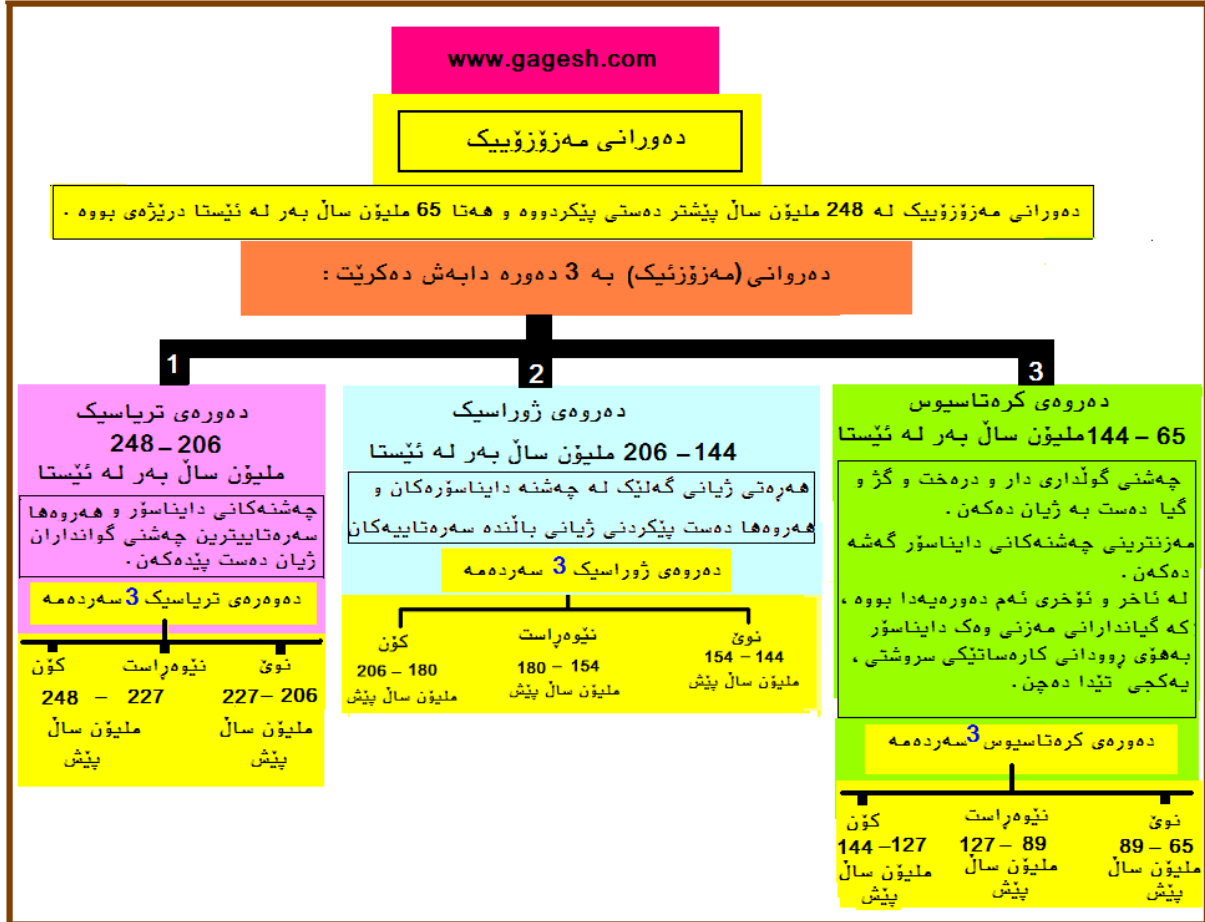 www.gagesh.com
دەورانی مەزۆزۆییک
دەورانی مەزۆزۆییک لە 248 ملیۆن ساڵ پێشتر دەستی پێکردووە و هەتا 65 ملیۆن ساڵ بەر لە ئێستا درێژەی بووە .
دەروانی (مەزۆزئیک) بە 3 دەورە دابەش دەکرێت :
1
دەورەی تریاسیک
248 – 206
ملیۆن ساڵ بەر لە ئێستا
چەشنەکانی دایناسۆر و هەروەها
سەرەتاییترین چەشنی گوانداران
ژیان دەست پێدەکەن.
دەوەرەی تریاسیک 3 سەردەمە
کۆن
نێوەڕاست
نوێ
248 – 227
227– 206
ملیۆن ساڵ
پێش
ملیۆن ساڵ
پێش
2
دەروەی ژوراسیک
206 – 144 ملیۆن ساڵ بەر لە ئێستا
هەڕەتی ژیانی گەلێک لە چەشنە دایناسۆرەکان و
هەروەها دەست پێکردنی ژیانی باڵندە سەرەتاییەکان
دەروەی ژوراسیک 3 سەردەمە
کۆن
206 – 180
ملیۆن ساڵ پێش
نێوەڕاست
180 – 154
ملیۆن ساڵ پێش
نوێ
154 – 144
ملیۆن ساڵ پێش
3
دەروەی کرەتاسیوس
144 – 65 ملیۆن ساڵ بەر لە ئێستا
چەشنی گوڵداری دار و درەخت و گژ و
گیا دەست بە ژیان دەکەن .
مەزنترینی چەشنەکانی دایناسۆر گەشە
دەکەن .
لە ئاخر و ئۆخری ئەم دەورەیەدا بووە ،
کە گیاندارانی مەزنی وەک دایناسۆر
بەهۆی ڕوودانی کارەساتێکی سروشتی ،
یەکجی تێدا دەچن .
دەورەی کرەتاسیوس 3 سەردەمە
کۆن
144 –127
ملیۆن ساڵ
پێش
نێوەڕاست
127 – 89
ملیۆن ساڵ
پێش
نوێ
89 – 65
ملیۆن ساڵ
پێش